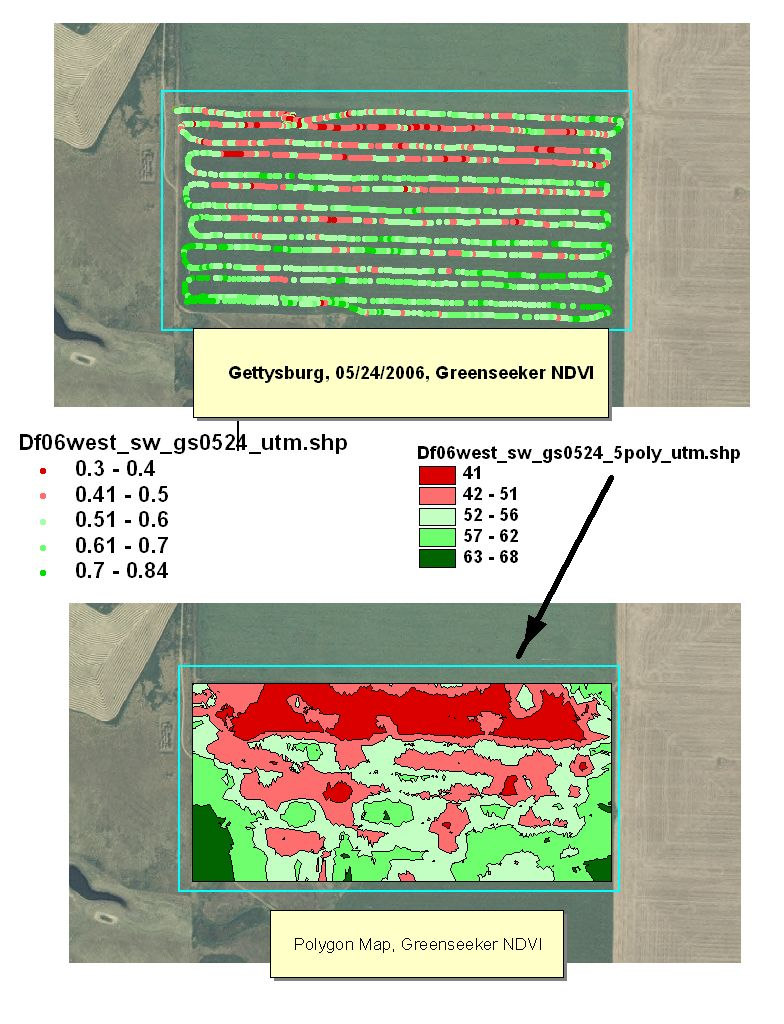 Gettysburg, 05/24/2006, Greenseeker NDVI
Df06west_sw_gs0524_utm.shp
0.3 - 0.4
0.41 - 0.5
0.51 - 0.6
0.61 - 0.7
0.7 - 0.84
Df06west_sw_gs0524_5poly_utm.shp
41
42 - 51
52 - 56
57 - 62
63 - 68
Polygon Map, Greenseeker NDVI